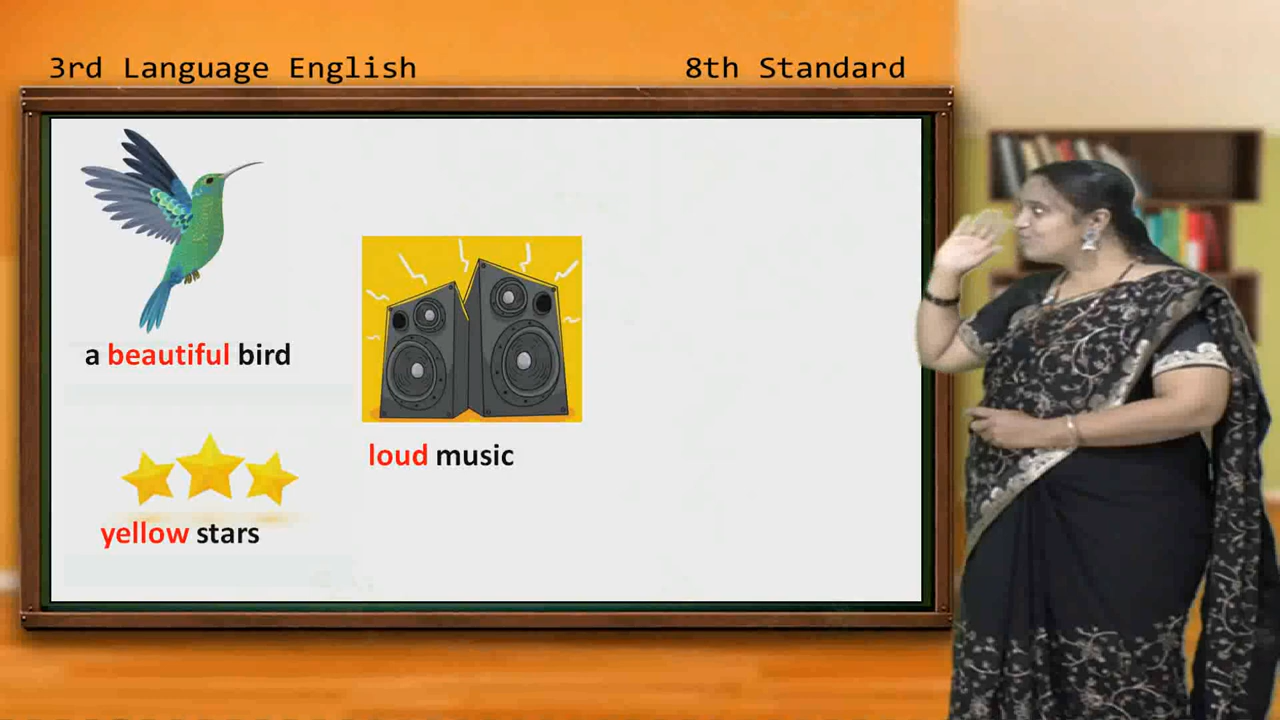 3rd Language English
8th Standard
a beautiful bird
loud music
yellow stars